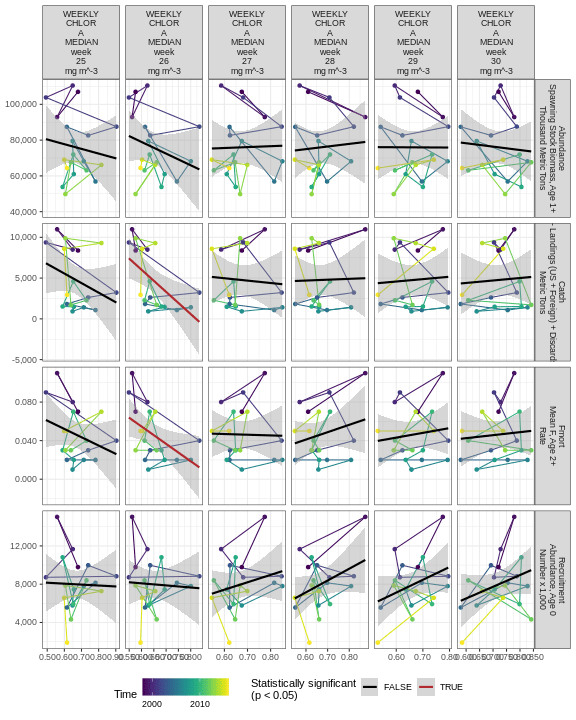 WEEKLY
CHLOR
A
MEDIAN
week
25
mg m^-3
WEEKLY
CHLOR
A
MEDIAN
week
26
mg m^-3
WEEKLY
CHLOR
A
MEDIAN
week
27
mg m^-3
WEEKLY
CHLOR
A
MEDIAN
week
28
mg m^-3
WEEKLY
CHLOR
A
MEDIAN
week
29
mg m^-3
WEEKLY
CHLOR
A
MEDIAN
week
30
mg m^-3
100,000
80,000
60,000
40,000
Abundance
Spawning Stock Biomass, Age 1+
Thousand Metric Tons
10,000
5,000
0
-5,000
Catch
- Landings (US + Foreign) + Discard
Metric Tons
0.080
0.040
0.000
Fmort
Mean F, Age 2+
Rate
12,000
8,000
4,000
Recruitment
Abundance, Age 0
Number x 1,000
0.60 0.70 0.80
0.60 0.70 0.80
0.60 0.70 0.80
Time
2000 2010
Statistically significant
(p < 0.05)
FALSE
TRUE